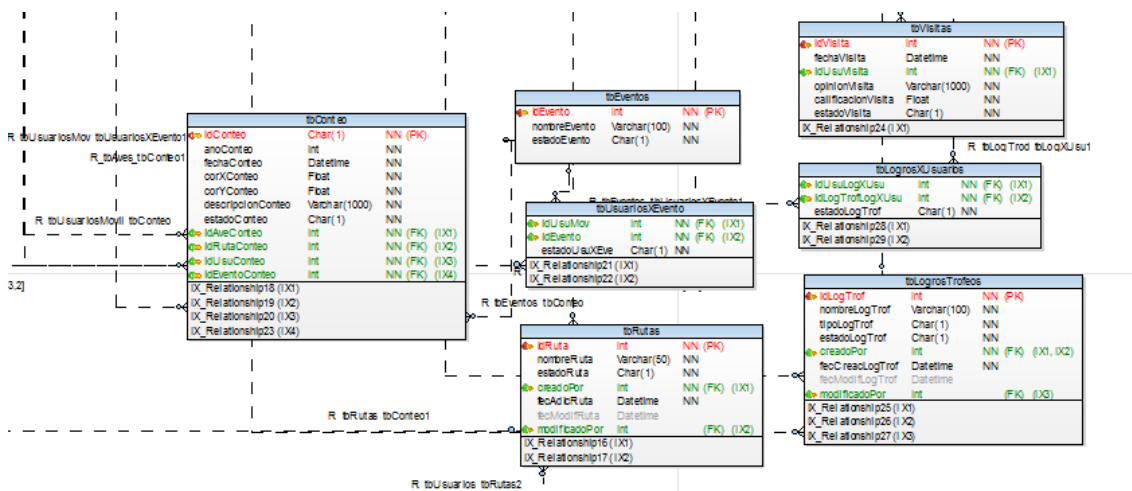 tbVisitas
idVisita Int NN (PK)
fechaVisita Datetime NN
idUsuVisita Int NN (FK) (IX1)
opinionVisita Varchar(1000) NN
calificacionVisita Float NN
estadoVisita Char(1) NN
IX_Relationship24 (IX1)
tbEventos
idEvento Int NN (PK)
nombreEvento Varchar(100) NN
estadoEvento Char(1) NN
tbConteo
idConteo Char(1) NN (PK)
anoConteo Int NN
fechaConteo Datetime NN
corXConteo Float NN
corYConteo Float NN
descripcionConteo Varchar(1000) NN
estadoConteo Char(1) NN
idAveConteo Int NN (FK) (IX1)
idRutaConteo Int NN (FK) (IX2)
idUsuConteo Int NN (FK) (IX3)
idEventoConteo Int NN (FK) (IX4)
IX_Relationship18 (IX1)
IX_Relationship19 (IX2)
IX_Relationship20 (IX3)
IX_Relationship23 (IX4)
R_tbUsuariosMov_tbUsuariosXEvento1
R_tbAves_tbConteo1
R_tbUsuariosMovil_tbConteo
3,2]
R_tbLogTrod_tbLogXUsu1
tbLogrosXUsuarios
idUsuLogXUsu Int NN (FK) (IX1)
idLogTrofLogXUsu Int NN (FK) (IX2)
estadoLogTrof Char(1) NN
IX_Relationship28 (IX1)
IX_Relationship29 (IX2)
tbUsuariosXEvento
idUsuMov Int NN (FK) (IX1)
idEvento Int NN (FK) (IX2)
estadoUsuXEve Char(1) NN
IX_Relationship21 (IX1)
IX_Relationship22 (IX2)
R_tbEventos_tbConteo
tbLogrosTrofeos
idLogTrof Int NN (PK)
nombreLogTrof Varchar(100) NN
tipoLogTrof Char(1) NN
estadoLogTrof Char(1) NN
creadoPor Int NN (FK) (IX1, IX2)
fecCreacLogTrof Datetime NN
fecModifLogTrof Datetime
modificadoPor Int (FK) (IX3)
IX_Relationship25 (IX1)
IX_Relationship26 (IX2)
IX_Relationship27 (IX3)
tbRutas
idRuta Int NN (PK)
nombreRuta Varchar(50) NN
estadoRuta Char(1) NN
creadoPor Int NN (FK) (IX1)
fecAdicRuta Datetime NN
fecModifRuta Datetime
modificadoPor Int (FK) (IX2)
IX_Relationship16 (IX1)
IX_Relationship17 (IX2)
R_tbRutas_tbConteo1
R_tbUsuarios_tbRutas2